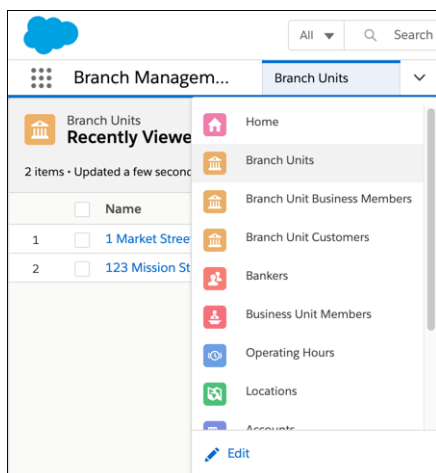 All
Search
Branch Managem...
Branch Units
Branch Units
Recently Viewe
2 items • Updated a few second
Name
1
1 Market Stree
2
123 Mission St
Home
Branch Units
Branch Unit Business Members
Branch Unit Customers
Bankers
Business Unit Members
Operating Hours
Locations
Accounts
Edit